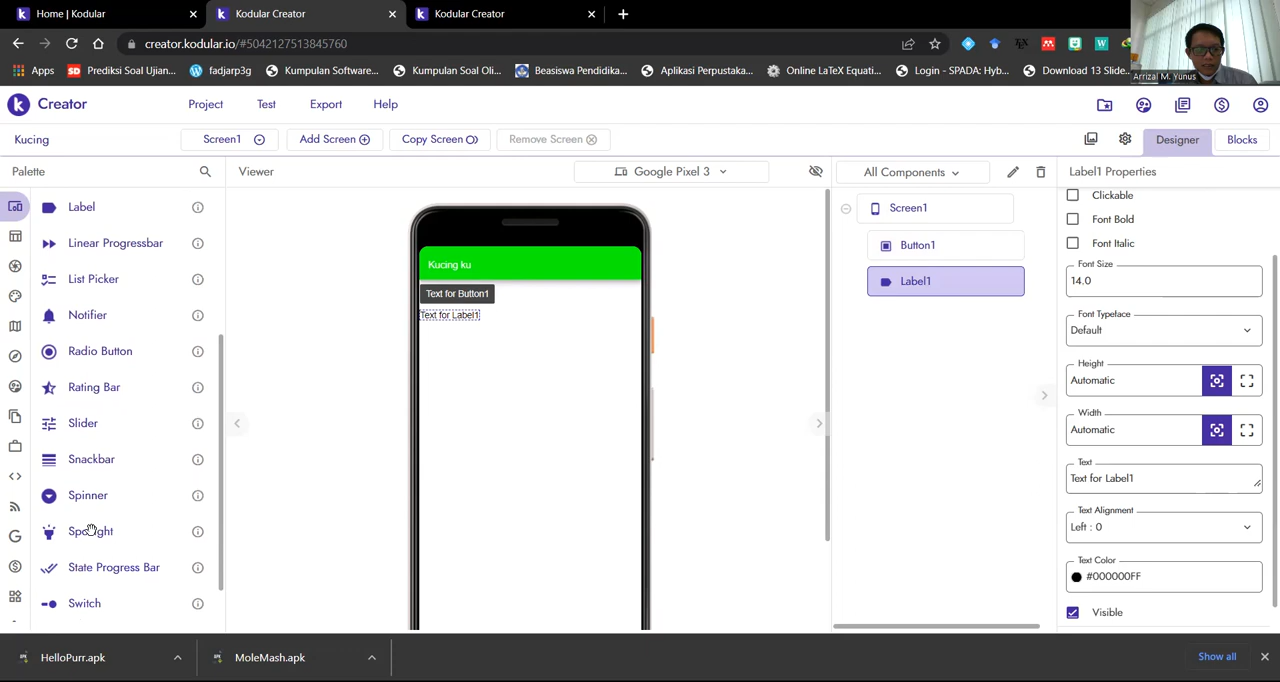 Home | Kodular
Kodular Creator
Kodular Creator
creator.kodular.io/#5042127513845760
Apps
Prediksi Soal Ujian...
fadjarp3g
Kumpulan Software...
Kumpulan Soal Oli...
Beasiswa Pendidika...
Aplikasi Perpustaka...
Online LaTeX Equati...
Login - SPADA: Hyb...
Download 13 Slide...
Arrizal M. Yunus
Creator
Project
Test
Export
Help
Kucing
Screen1
Add Screen
Copy Screen
Remove Screen
Designer
Blocks
Palette
Viewer
Google Pixel 3
All Components
Label1 Properties
Label
Linear Progressbar
List Picker
Notifier
Radio Button
Rating Bar
Slider
Snackbar
Spinner
Spotlight
State Progress Bar
Switch
Kucing ku
Text for Button1
Text for Label1
Screen1
Button1
Label1
Clickable
Font Bold
Font Italic
Font Size
14.0
Font Typeface
Default
Height
Automatic
Width
Automatic
Text
Text for Label1
Text Alignment
Left : 0
Text Color
#000000FF
Visible
HelloPurr.apk
MoleMash.apk
Show all